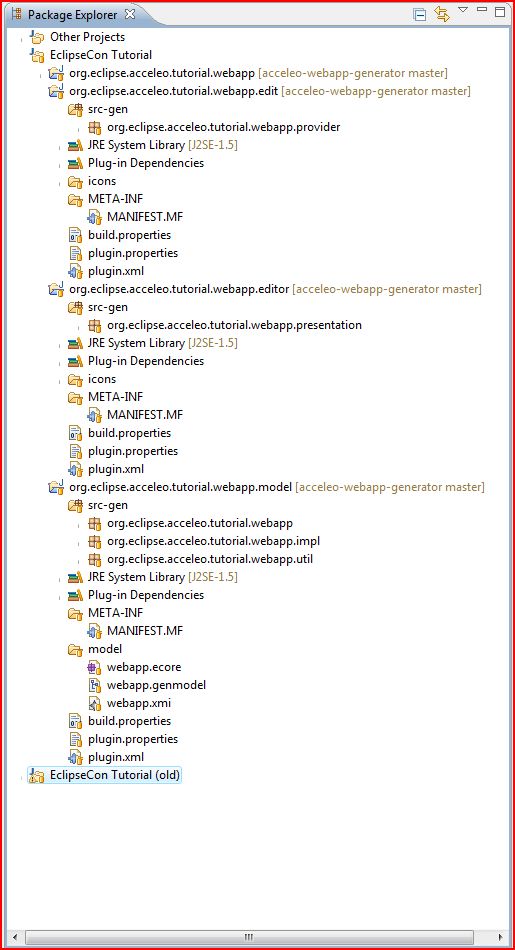 Package Explorer
Other Projects
EclipseCon Tutorial
org.eclipse.acceleo.tutorial.webapp [acceleo-webapp-generator master]
org.eclipse.acceleo.tutorial.webapp.edit [acceleo-webapp-generator master]
src-gen
org.eclipse.acceleo.tutorial.webapp.provider
JRE System Library [J2SE-1.5]
Plug-in Dependencies
icons
META-INF
MANIFEST.MF
build.properties
plugin.properties
plugin.xml
org.eclipse.acceleo.tutorial.webapp.editor [acceleo-webapp-generator master]
src-gen
org.eclipse.acceleo.tutorial.webapp.presentation
JRE System Library [J2SE-1.5]
Plug-in Dependencies
icons
META-INF
MANIFEST.MF
build.properties
plugin.properties
plugin.xml
org.eclipse.acceleo.tutorial.webapp.model [acceleo-webapp-generator master]
src-gen
org.eclipse.acceleo.tutorial.webapp
org.eclipse.acceleo.tutorial.webapp.impl
org.eclipse.acceleo.tutorial.webapp.util
JRE System Library [J2SE-1.5]
Plug-in Dependencies
META-INF
MANIFEST.MF
model
webapp.ecore
webapp.genmodel
webapp.xmi
build.properties
plugin.properties
plugin.xml
EclipseCon Tutorial (old)